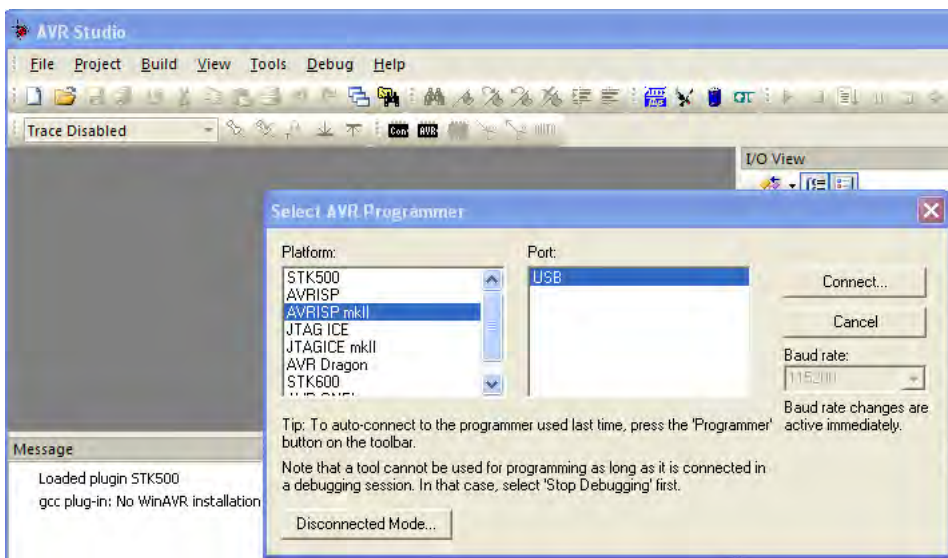 AVR Studio
File Project Build View Tools Debug Help
Trace Disabled
Con AVR
I/O View
Select AVR Programmer
Platform:
Port:
STK500
AVRISP
AVRISP mkII
JTAG ICE
JTAGICE mkII
AVR Dragon
STK600
USB
Connect...
Cancel
Baud rate:
115200
Baud rate changes are
active immediately.
Tip: To auto-connect to the programmer used last time, press the 'Programmer'
button on the toolbar.
Note that a tool cannot be used for programming as long as it is connected in
a debugging session. In that case, select 'Stop Debugging' first.
Disconnected Mode...
Message
Loaded plugin STK500
gcc plug-in: No WinAVR installation